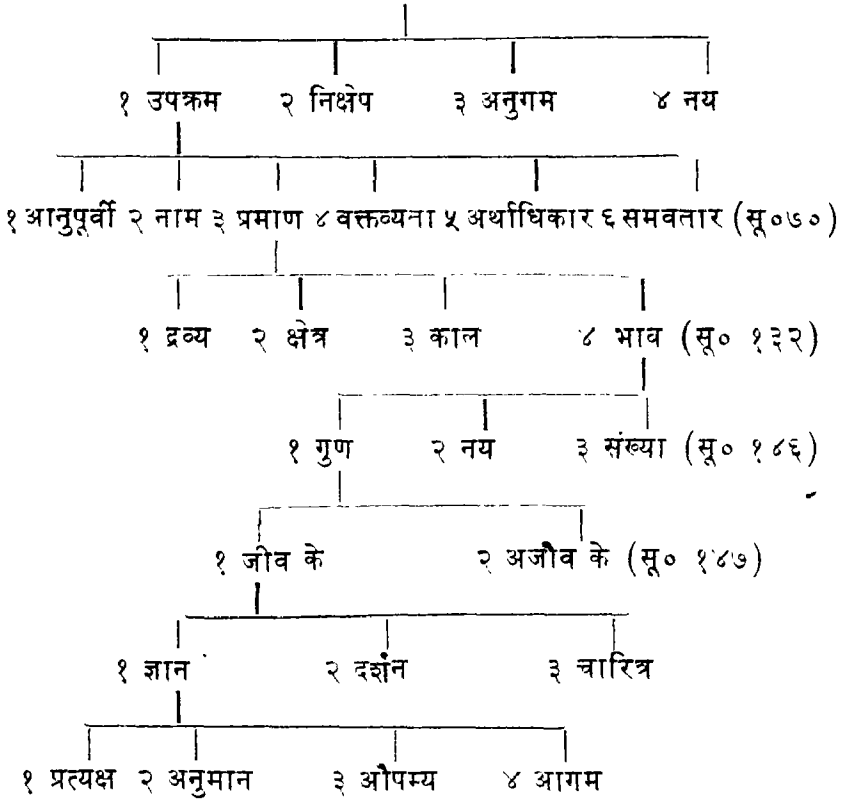 १ उपक्रम २ निक्षेप ३ अनुगम ४ नय
१ आनुपूर्वी २ नाम ३ प्रमाण ४ वक्तव्यता ५ अर्थाधिकार ६ समवतार (सू०७०)
१ द्रव्य २ क्षेत्र ३ काल ४ भाव (सू० १३२)
१ गुण २ नय ३ संख्या (सू० १४६)
१ जीव के २ अजीव के (सू० १४७)
१ ज्ञान २ दर्शन ३ चारित्र
१ प्रत्यक्ष २ अनुमान ३ औपम्य ४ आगम